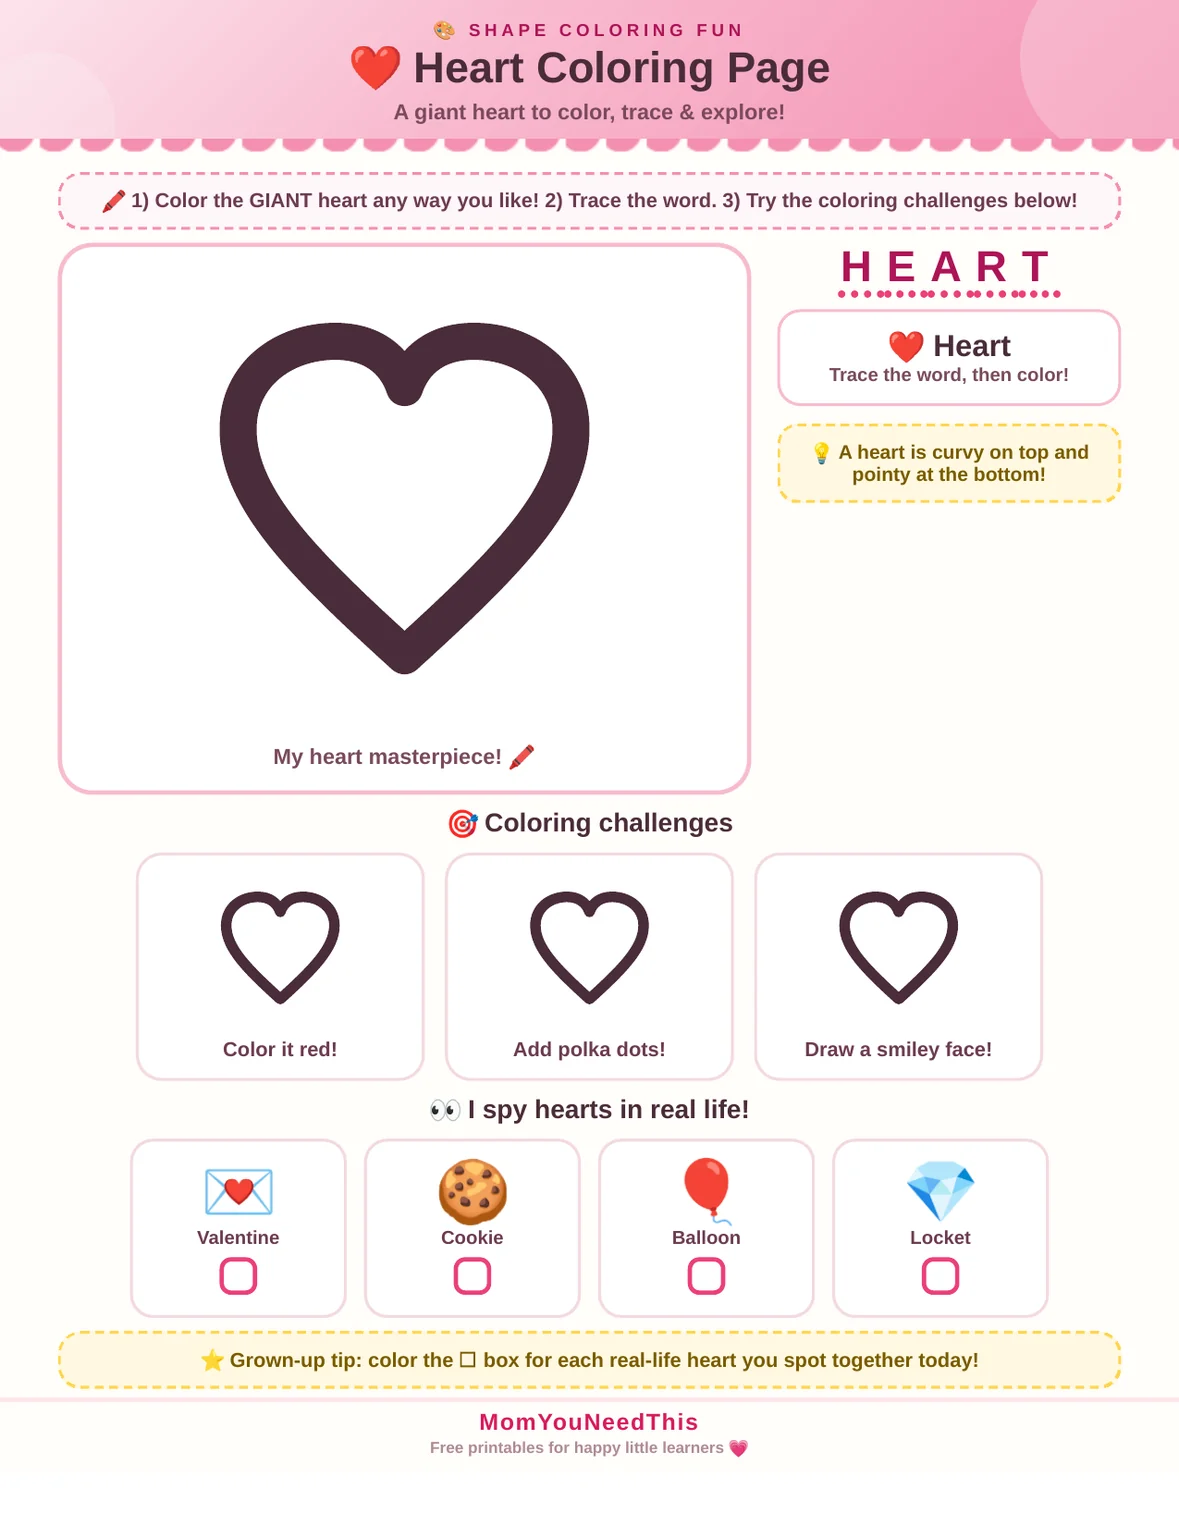 🎨 SHAPE COLORING FUN
❤️ Heart Coloring Page
A giant heart to color, trace & explore!
🖍️ 1) Color the GIANT heart any way you like! 2) Trace the word. 3) Try the coloring challenges below!
HEART
❤️ Heart
Trace the word, then color!
💡 A heart is curvy on top and
pointy at the bottom!
My heart masterpiece! 🖍️
🎯 Coloring challenges
Color it red!
Add polka dots!
Draw a smiley face!
👀 I spy hearts in real life!
Valentine
Cookie
Balloon
Locket
⭐ Grown-up tip: color the ☐ box for each real-life heart you spot together today!
MomYouNeedThis
Free printables for happy little learners 💗